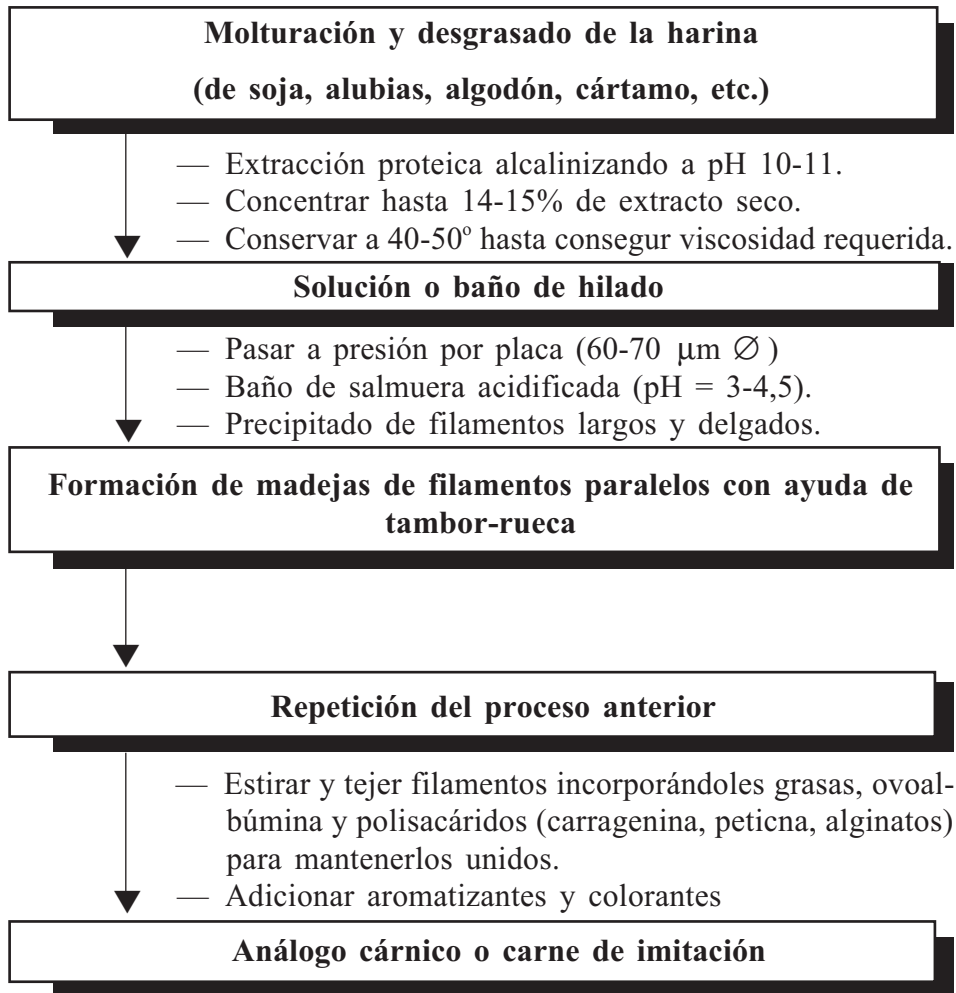 Molturación y desgrasado de la harina
(de soja, alubias, algodón, cártamo, etc.)
— Extracción proteica alcalinizando a pH 10-11.
— Concentrar hasta 14-15% de extracto seco.
— Conservar a 40-50º hasta consegur viscosidad requerida.
Solución o baño de hilado
— Pasar a presión por placa (60-70 μm ∅ )
— Baño de salmuera acidificada (pH = 3-4,5).
— Precipitado de filamentos largos y delgados.
Formación de madejas de filamentos paralelos con ayuda de
tambor-rueca
Repetición del proceso anterior
— Estirar y tejer filamentos incorporándoles grasas, ovoal-
búmina y polisacáridos (carragenina, peticna, alginatos)
para mantenerlos unidos.
— Adicionar aromatizantes y colorantes
Análogo cárnico o carne de imitación